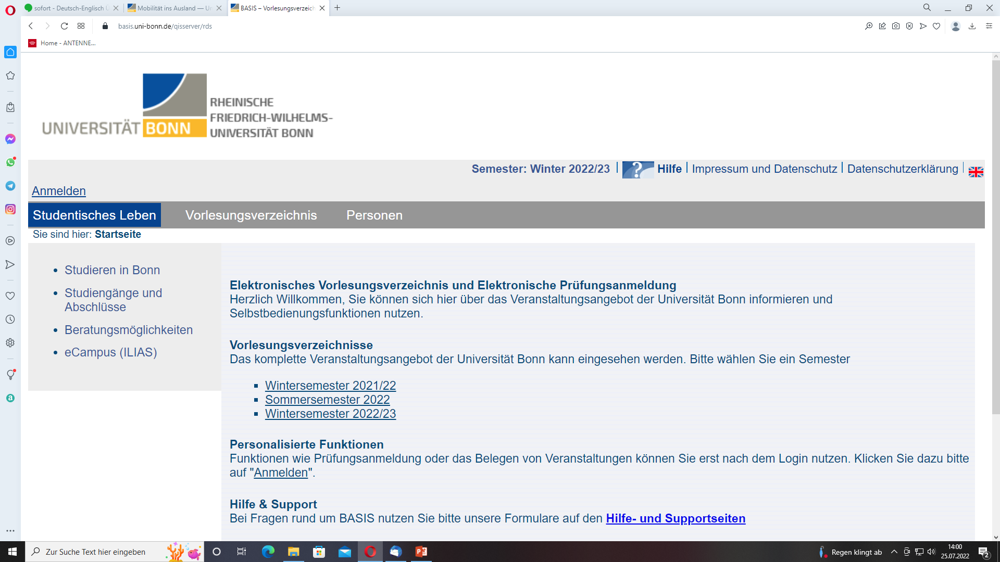 sofort - Deutsch-Englisch
Mobilität ins Ausland — U
BASIS – Vorlesungsverzeich
basis.uni-bonn.de/qisserver/rds
Home - ANTENNE...
RHEINISCHE
FRIEDRICH-WILHELMS-
UNIVERSITÄT BONN
UNIVERSITÄT BONN
Semester: Winter 2022/23
Hilfe
Impressum und Datenschutz
Datenschutzerklärung
Anmelden
Studentisches Leben
Vorlesungsverzeichnis
Personen
Sie sind hier: Startseite
Studieren in Bonn
Studiengänge und
Abschlüsse
Beratungsmöglichkeiten
eCampus (ILIAS)
Elektronisches Vorlesungsverzeichnis und Elektronische Prüfungsanmeldung
Herzlich Willkommen, Sie können sich hier über das Veranstaltungsangebot der Universität Bonn informieren und
Selbstbedienungsfunktionen nutzen.
Vorlesungsverzeichnisse
Das komplette Veranstaltungsangebot der Universität Bonn kann eingesehen werden. Bitte wählen Sie ein Semester
Wintersemester 2021/22
Sommersemester 2022
Wintersemester 2022/23
Personalisierte Funktionen
Funktionen wie Prüfungsanmeldung oder das Belegen von Veranstaltungen können Sie erst nach dem Login nutzen. Klicken Sie dazu bitte
auf "Anmelden".
Hilfe & Support
Bei Fragen rund um BASIS nutzen Sie bitte unsere Formulare auf den Hilfe- und Supportseiten
Zur Suche Text hier eingeben
Regen klingt ab
14:00
25.07.2022
2